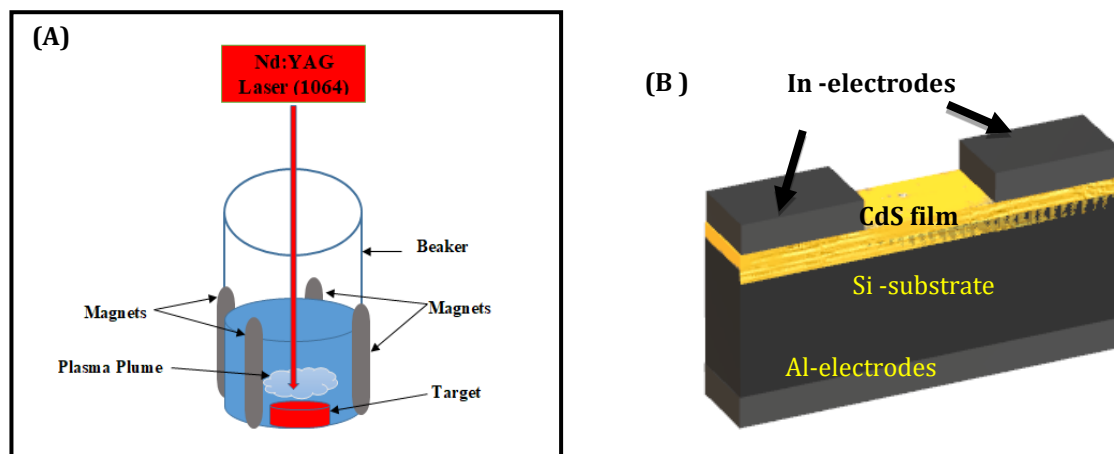 (A)
Nd:YAG
Laser (1064)
Beaker
Magnets
Magnets
Plasma Plume
Target
(B )
In -electrodes
CdS film
Si -substrate
Al-electrodes